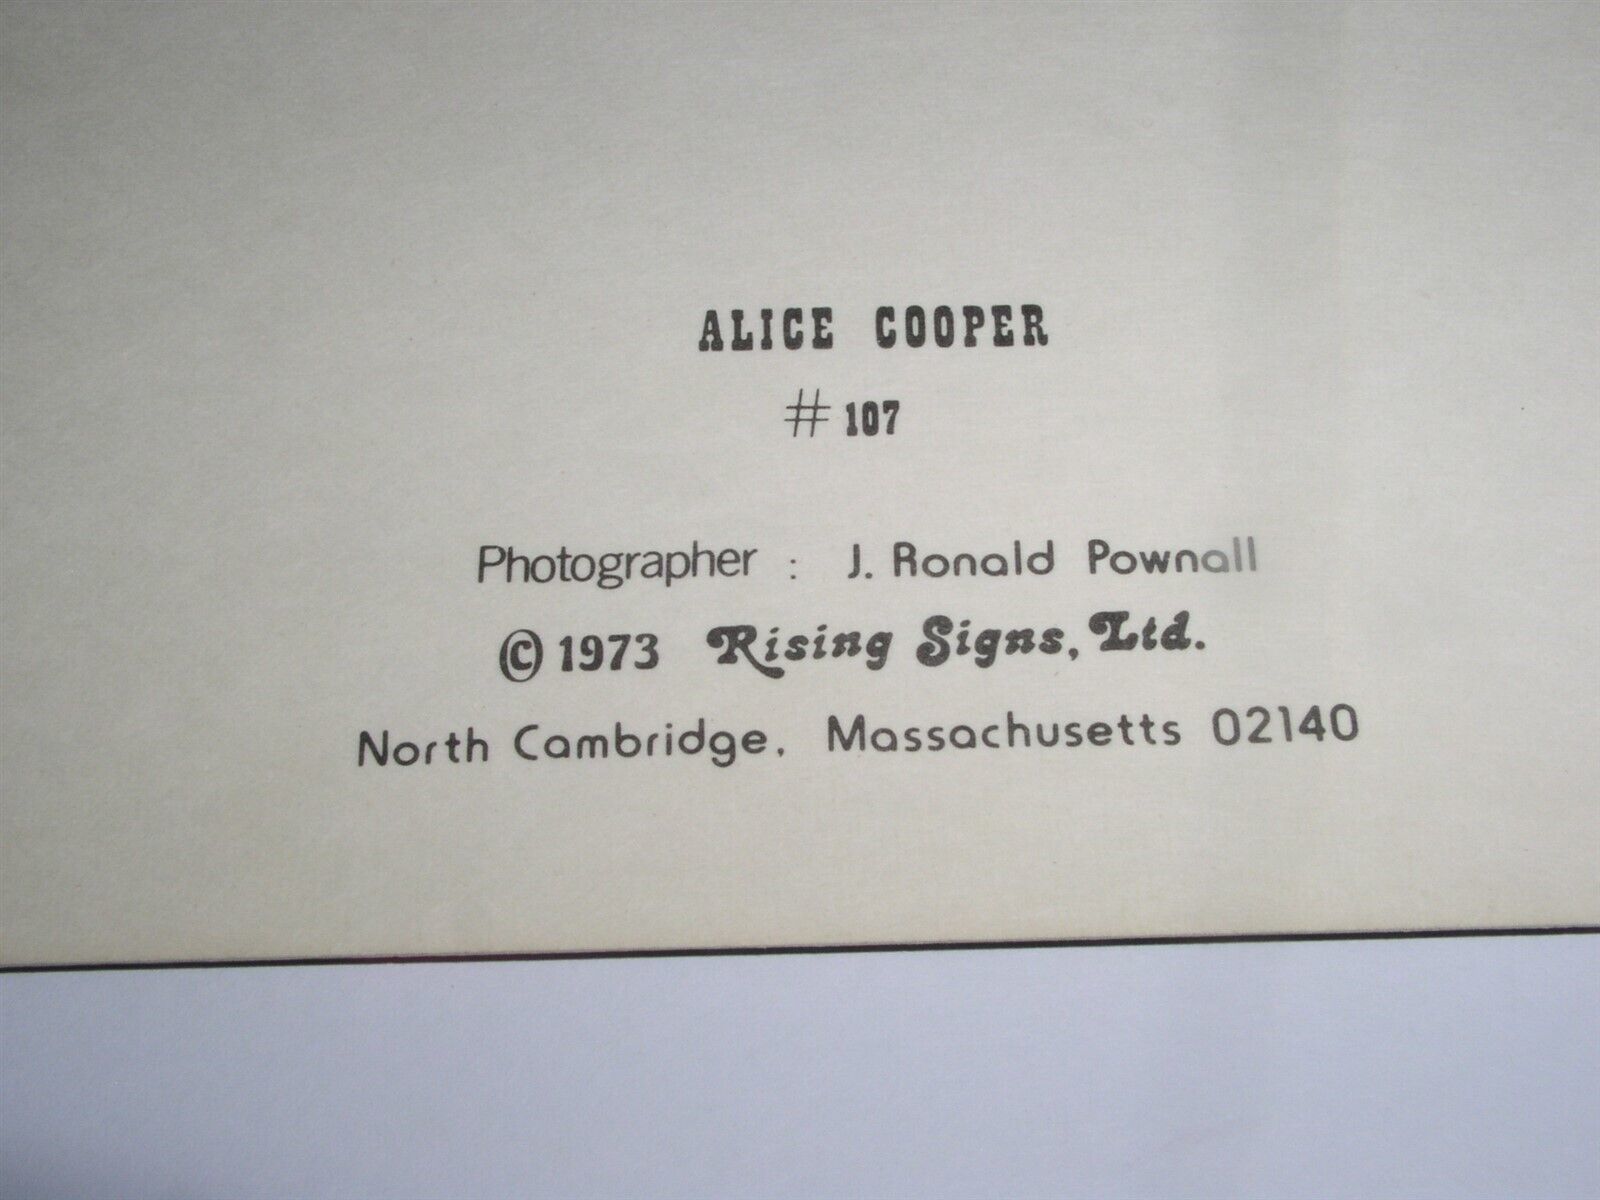 ALICE COOPER
# 107
Photographer : J. Ronald Pownall
© 1973 Rising Signs, Ltd.
North Cambridge, Massachusetts 02140